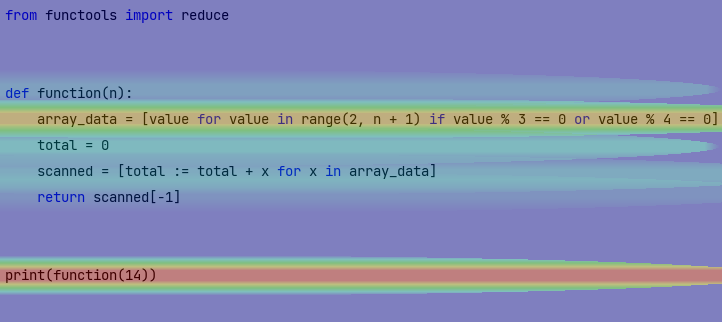 from functools import reduce
def function(n):
    array_data = [value for value in range(2, n + 1) if value % 3 == 0 or value % 4 == 0]
    total = 0
    scanned = [total := total + x for x in array_data]
    return scanned[-1]
print(function(14))